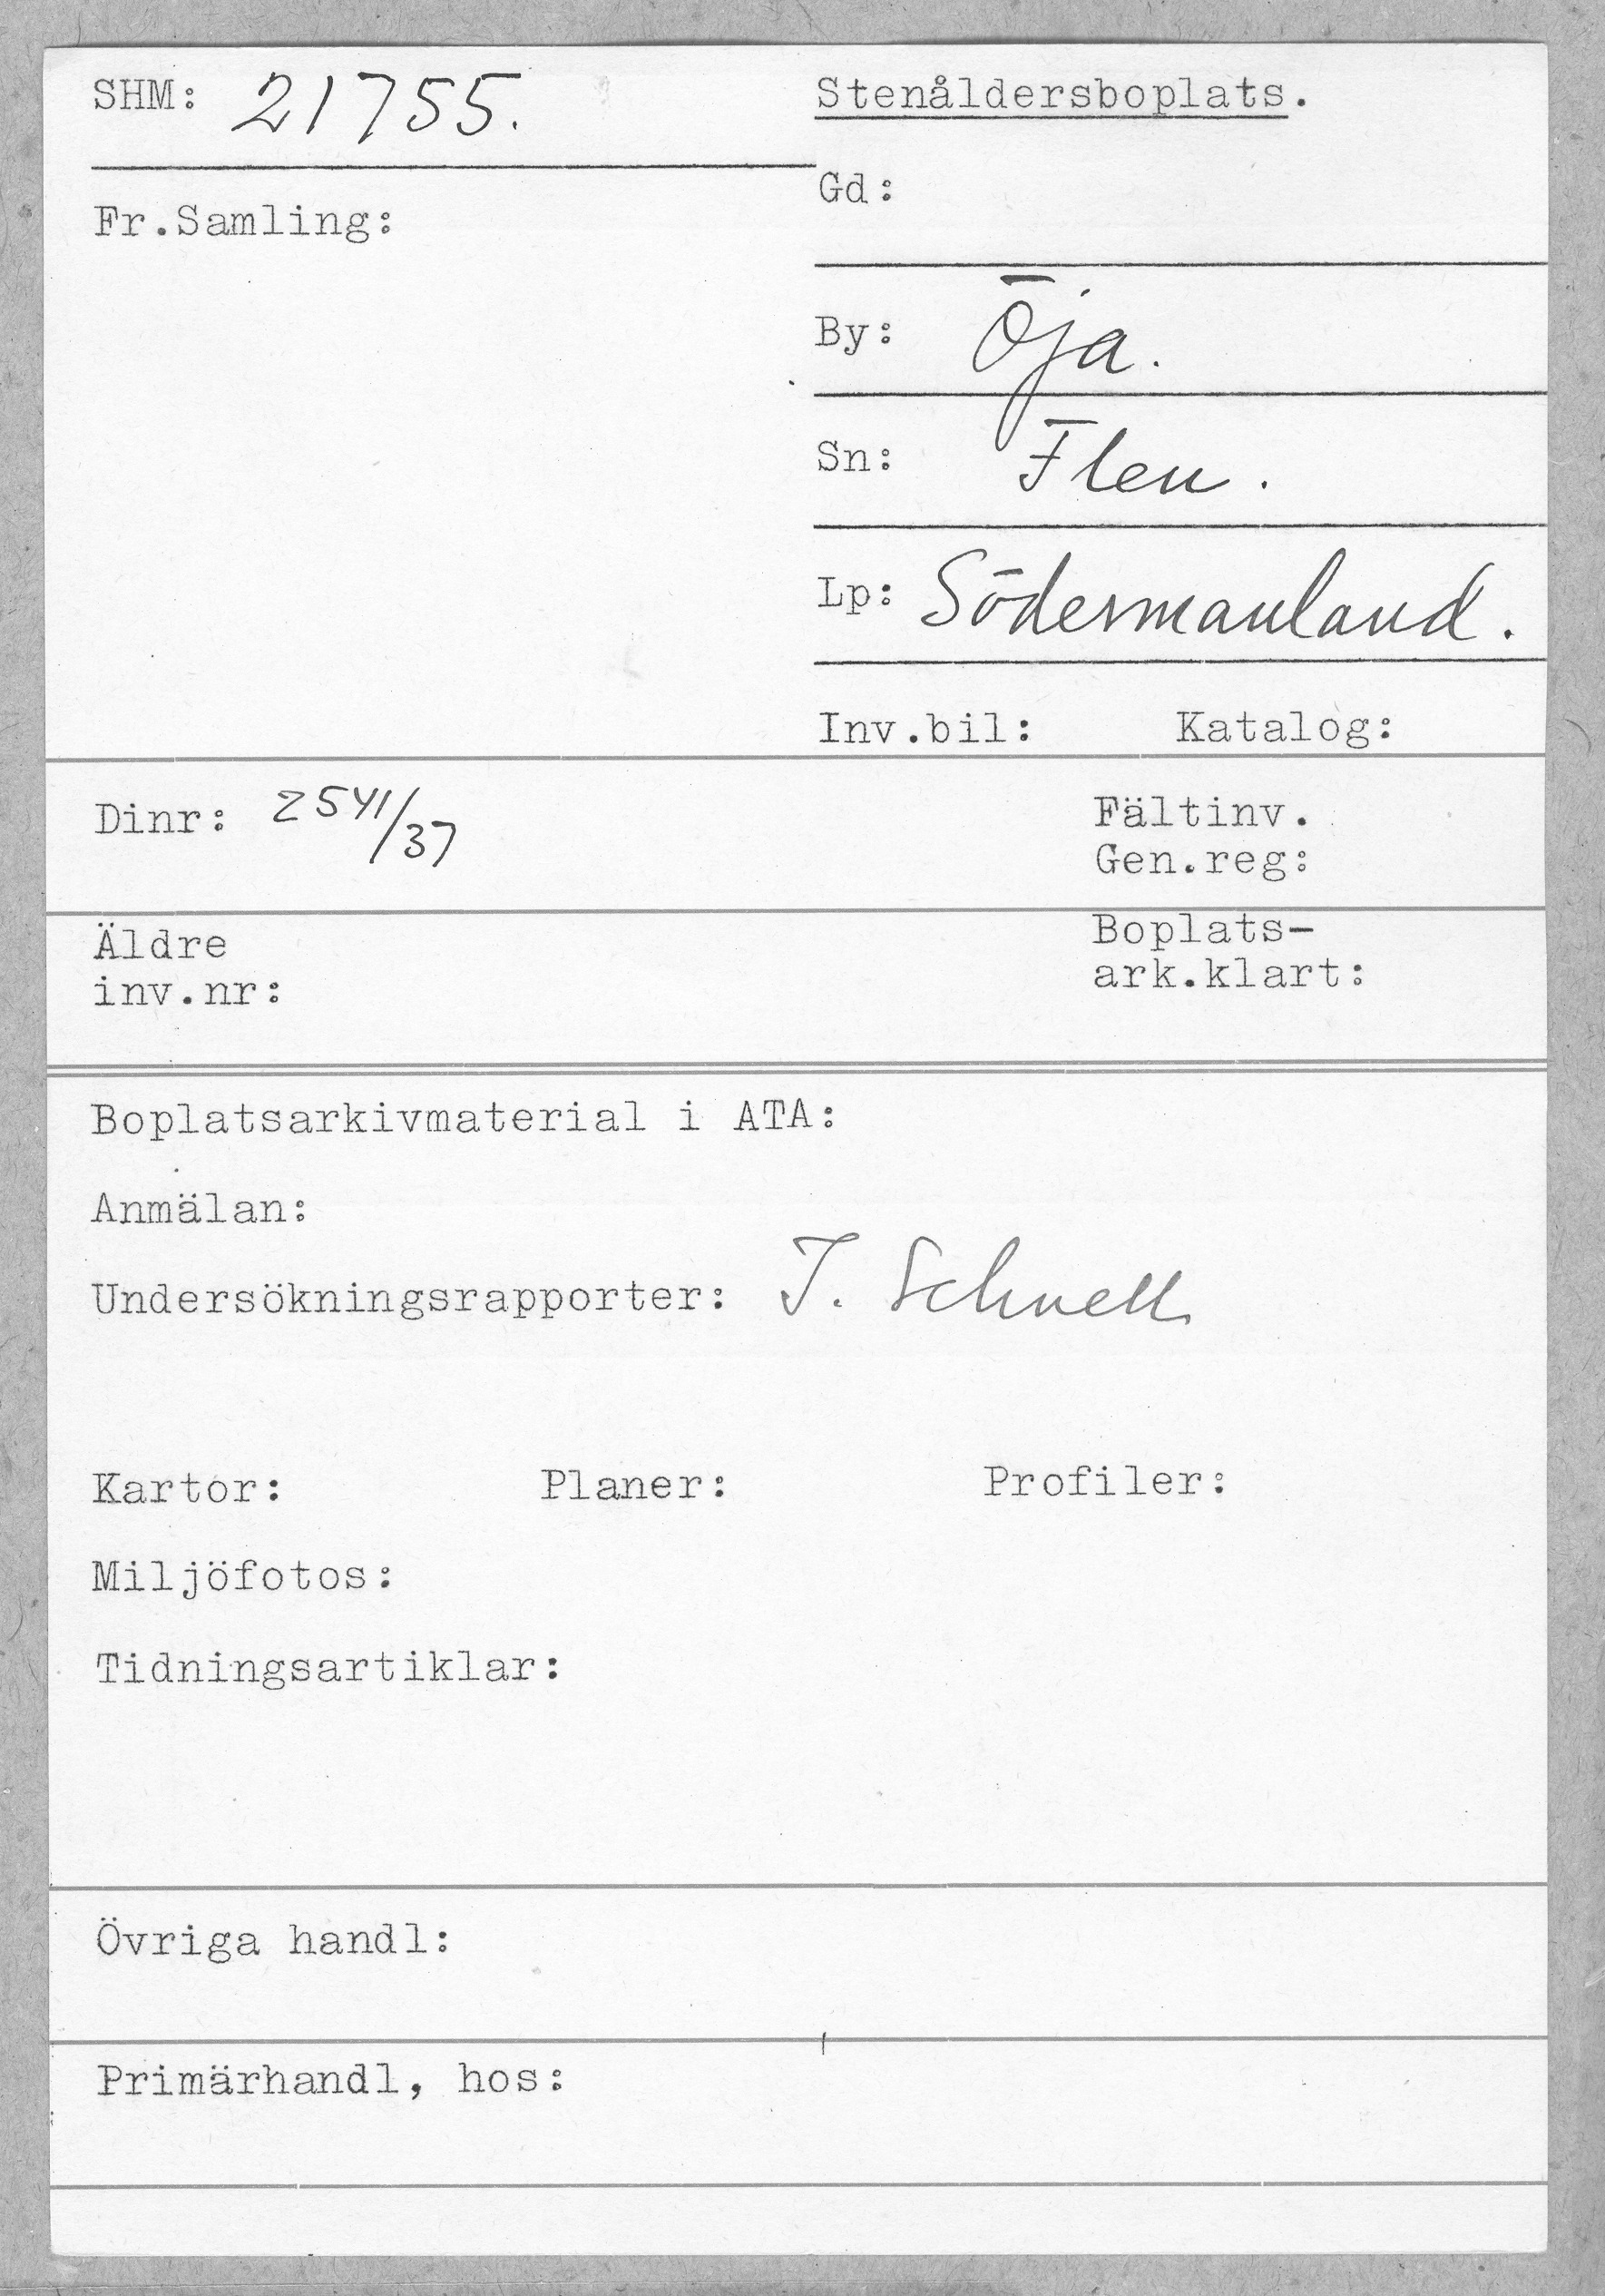 SHM: 21755.
Stenåldersboplats.
Gd:
Fr.Samling:
By: Öja.
Sn: Flen.
Lp: Södermanland.
Inv.bil: Katalog:
Dinr: 2541/37
Fältinv.
Gen.reg:
Äldre
inv.nr:
Boplats-
ark.klart:
Boplatsarkivmaterial i ATA:
Anmälan:
Undersökningsrapporter: I. Schnell
Kartor: Planer: Profiler:
Miljöfotos:
Tidningsartiklar:
Övriga handl:
Primärhandl, hos: